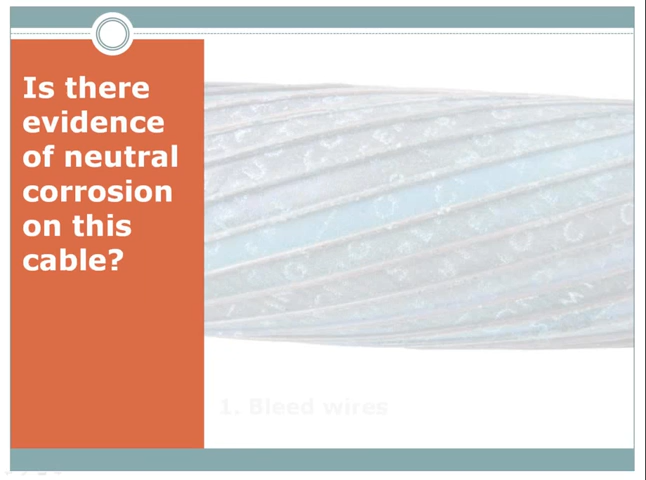 Is there
evidence
of neutral
corrosion
on this
cable?
1. Bleed wires